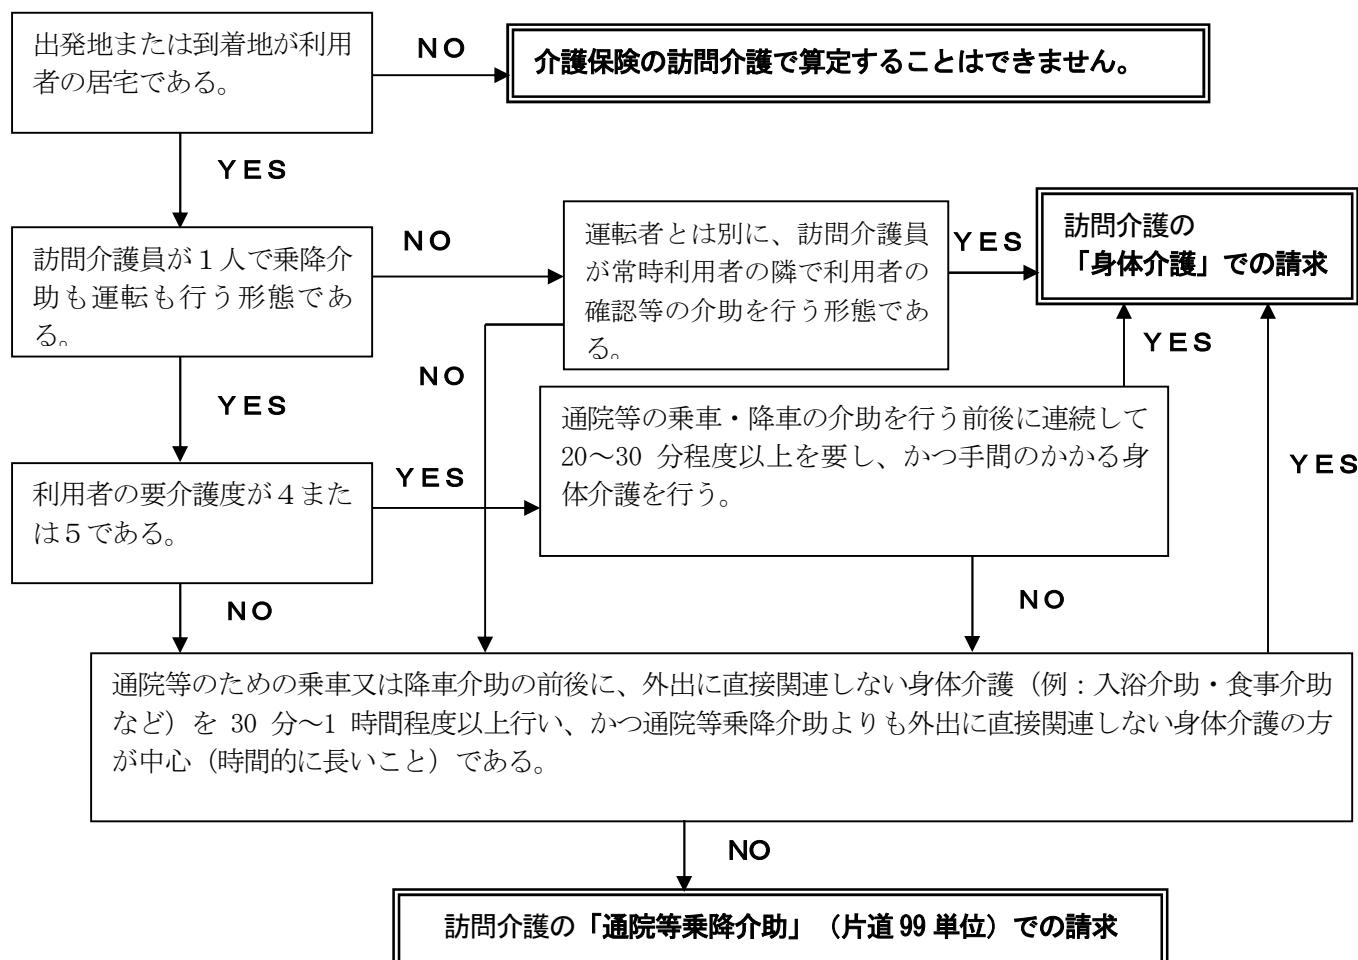 出発地または到着地が利用
者の居宅である。
ＮＯ
介護保険の訪問介護で算定することはできません。
ＹＥＳ
訪問介護員が１人で乗降介
助も運転も行う形態であ
る。
ＮＯ
運転者とは別に、訪問介護員
が常時利用者の隣で利用者の
確認等の介助を行う形態であ
る。
ＹＥＳ
訪問介護の
「身体介護」での請求
ＹＥＳ
ＮＯ
ＹＥＳ
利用者の要介護度が４また
は５である。
ＹＥＳ
通院等の乗車・降車の介助を行う前後に連続して
20～30 分程度以上を要し、かつ手間のかかる身
体介護を行う。
ＹＥＳ
ＮＯ
ＮＯ
通院等のための乗車又は降車介助の前後に、外出に直接関連しない身体介護（例：入浴介助・食事介助
など）を 30 分～1 時間程度以上行い、かつ通院等乗降介助よりも外出に直接関連しない身体介護の方
が中心（時間的に長いこと）である。
ＮＯ
訪問介護の「通院等乗降介助」（片道 99 単位）での請求